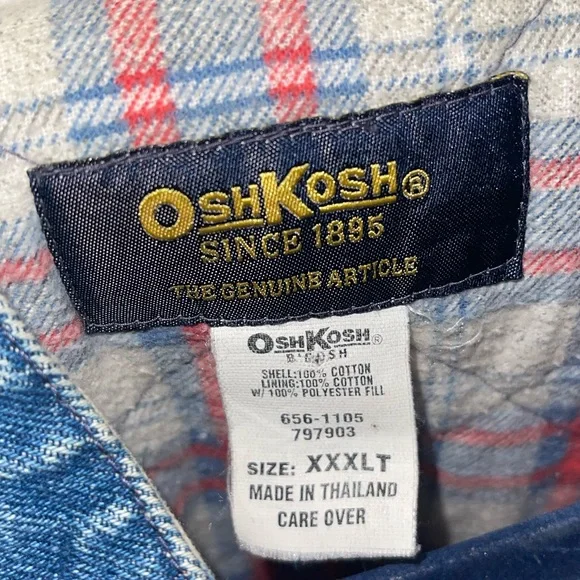 OSHKOSH®
SINCE 1895
THE GENUINE ARTICLE
OSHKOSH®
B'GOSH
SHELL:100% COTTON
LINING:100% COTTON
W/ 100% POLYESTER FILL
656-1105
797903
SIZE: XXXLT
MADE IN THAILAND
CARE OVER